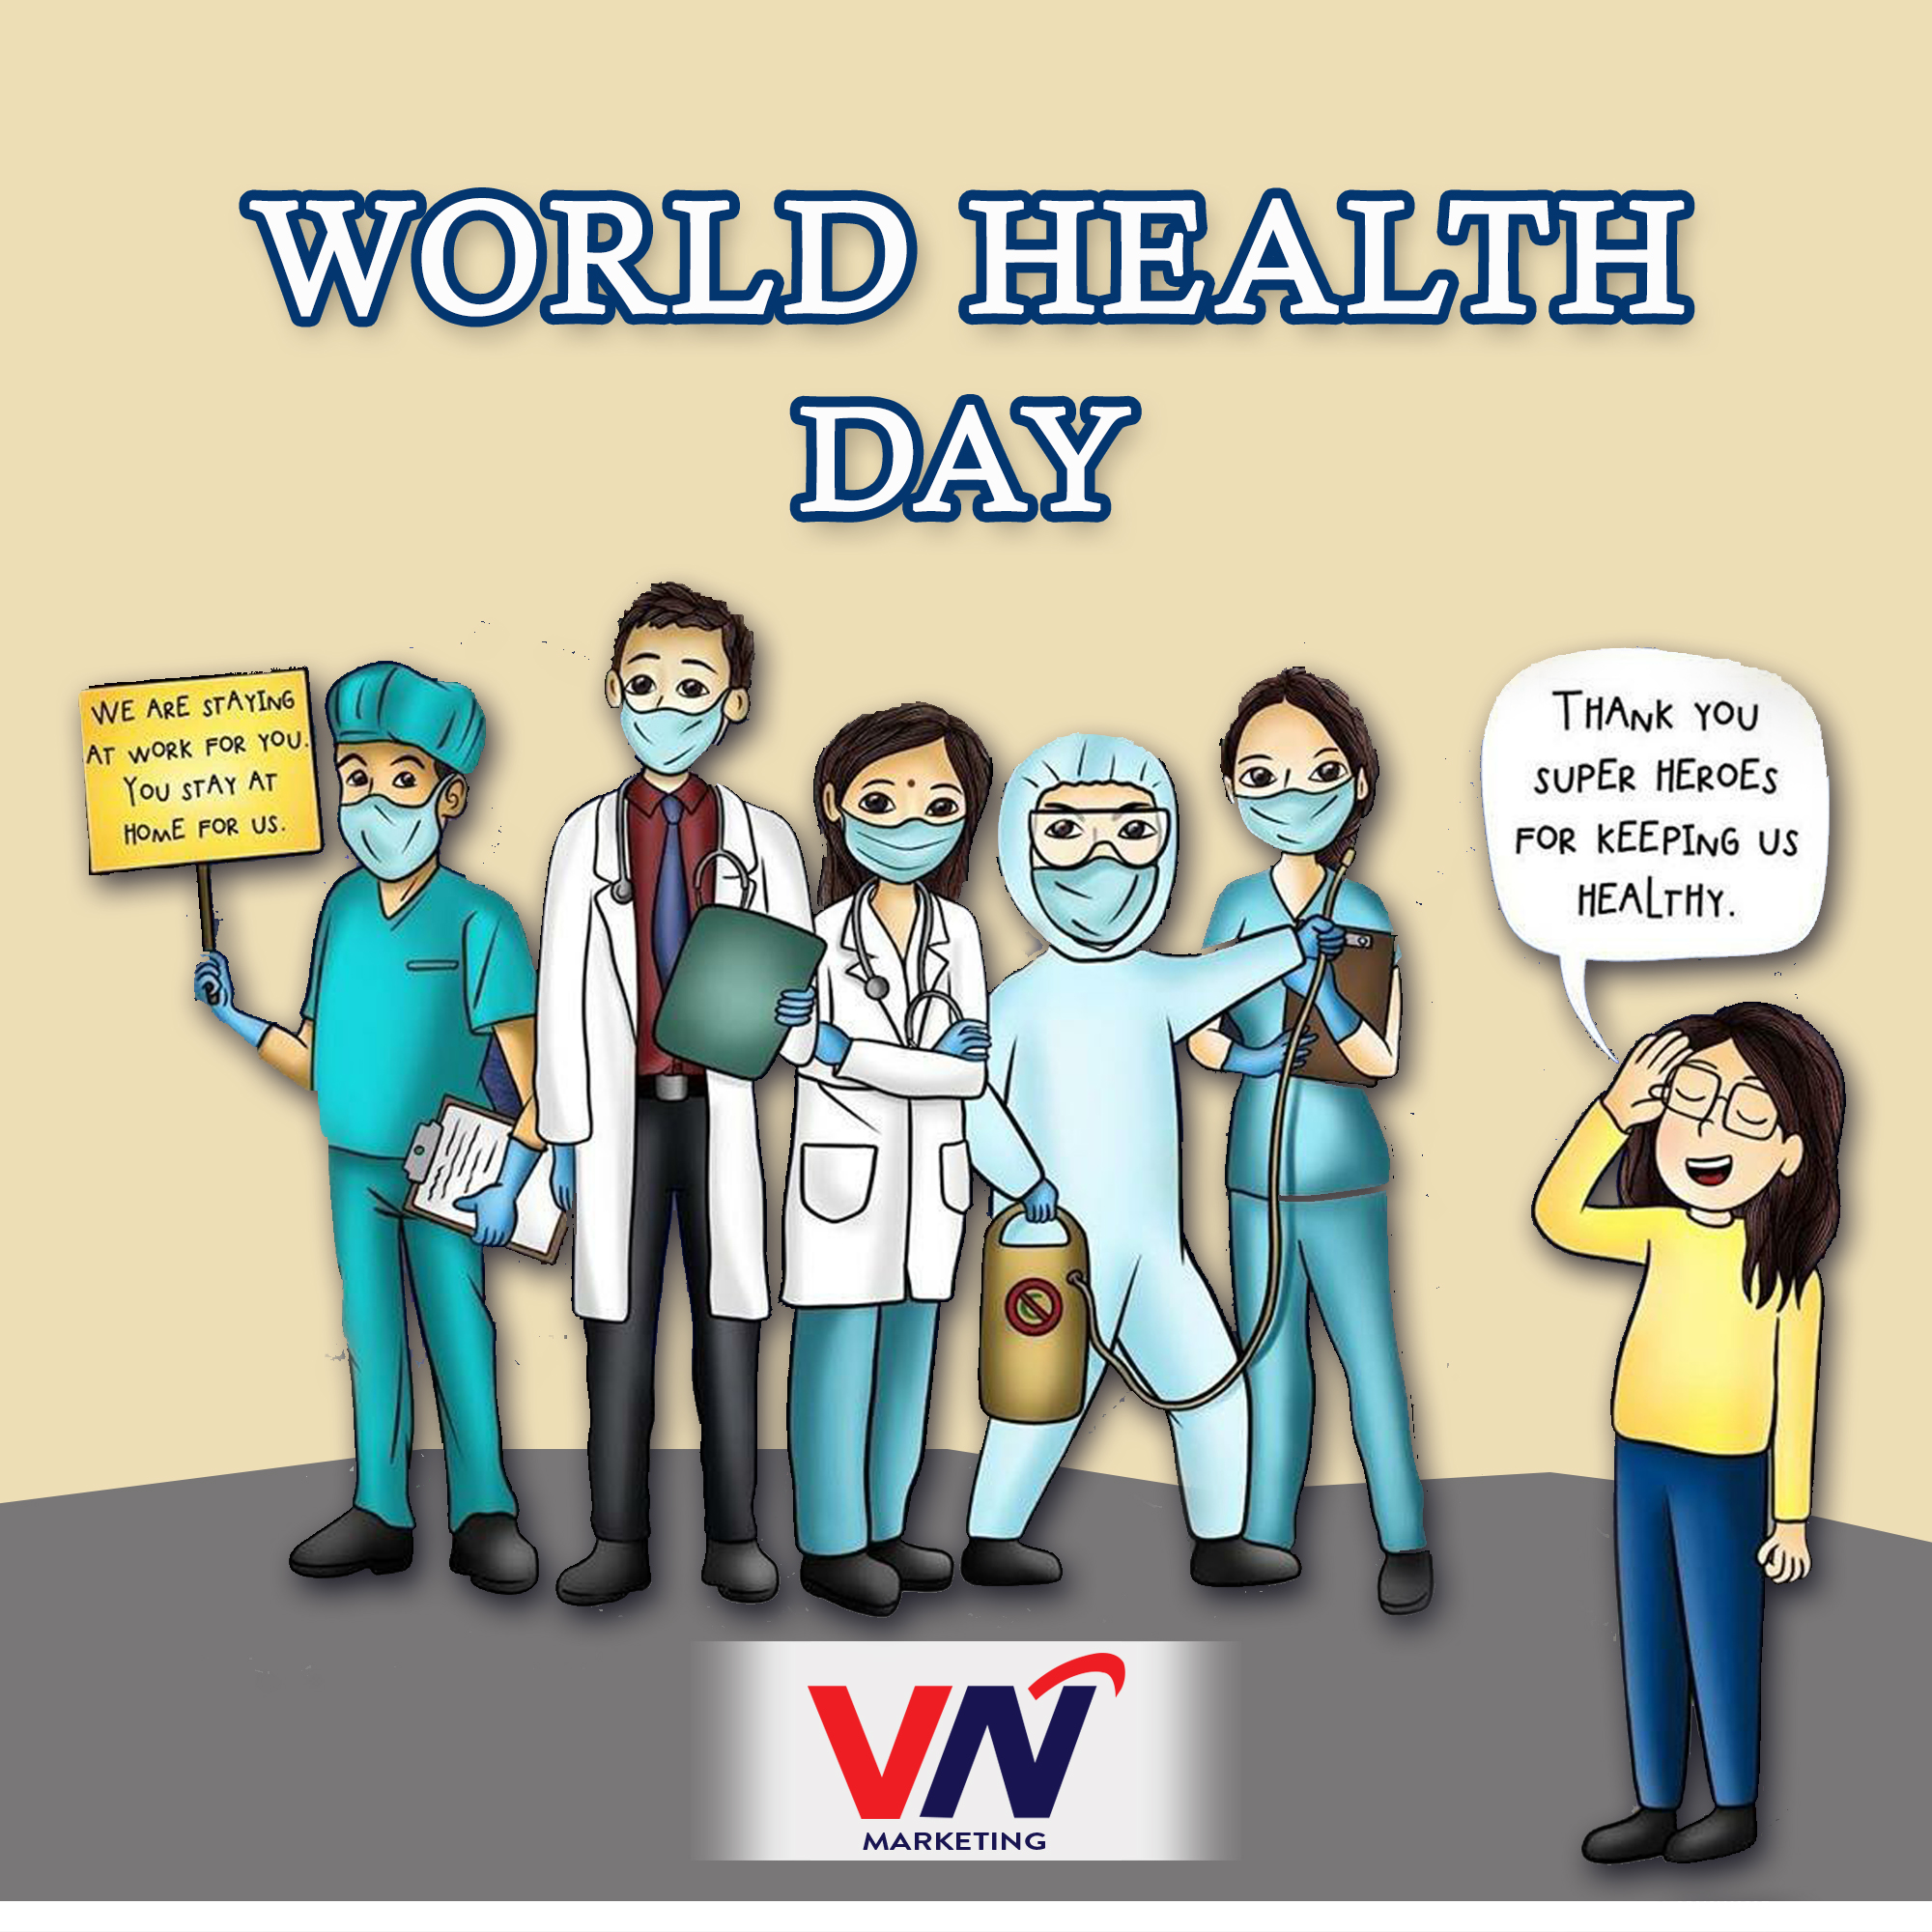 WORLD HEALTH
DAY
WE ARE STAYING
AT WORK FOR YOU.
YOU STAY AT
HOME FOR US.
THANK YOU
SUPER HEROES
FOR KEEPING US
HEALTHY.
VN
MARKETING